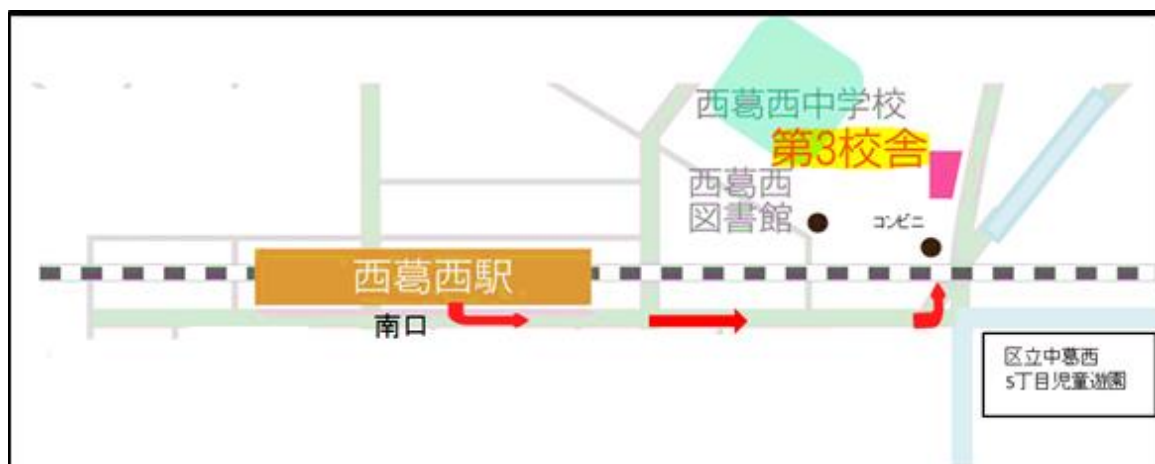 西葛西中学校
第3校舎
西葛西
図書館
コンビニ
西葛西駅
南口
区立中葛西
5丁目児童遊園